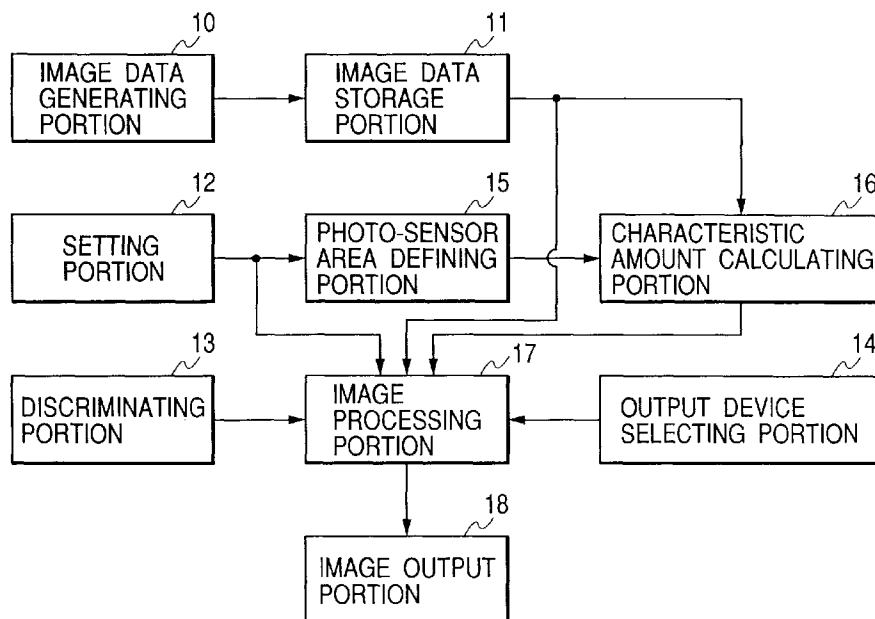 10
IMAGE DATA
GENERATING
PORTION
11
IMAGE DATA
STORAGE
PORTION
12
SETTING
PORTION
15
PHOTO-SENSOR
AREA DEFINING
PORTION
16
CHARACTERISTIC
AMOUNT CALCULATING
PORTION
13
DISCRIMINATING
PORTION
17
IMAGE
PROCESSING
PORTION
14
OUTPUT DEVICE
SELECTING PORTION
18
IMAGE OUTPUT
PORTION